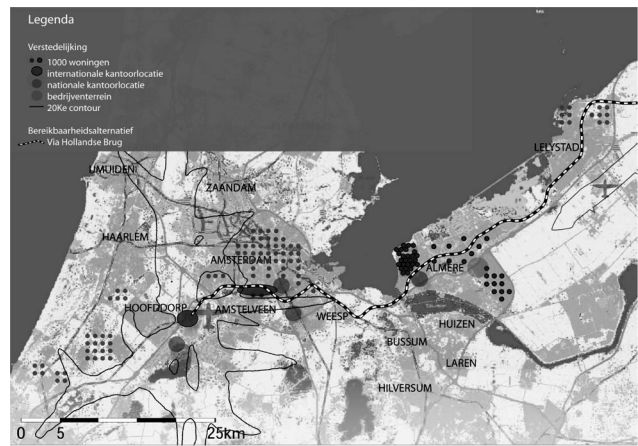 Legenda
Verstedelijking
1000 woningen
internationale kantoorlocatie
nationale kantoorlocatie
bedrijventerrein
20Ke contour
Bereikbaarheidsalternatief
Via Hollandse Brug
LELYSTAD
IJMUIDEN
ZAANDAM
HAARLEM
AMSTERDAM
ALMERE
HOOFDDORP
AMSTELVEEN
WEESP
HUIZEN
BUSSUM
LAREN
HILVERSUM
0 5 25km